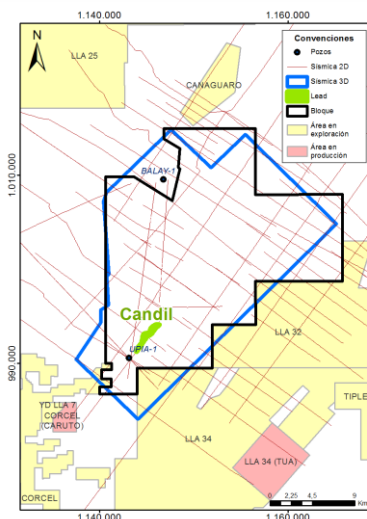 1.140.000
1.160.000
LLA 25
CANAGUARO
Convenciones
Pozos
Sísmica 2D
Sísmica 3D
Lead
Bloque
Área en
exploración
Área en
producción
1.010.000
BALAY-1
Candil
UPIA-1
LLA 32
990.000
YD LLA 7
CORCEL
(CARUTO)
TIPLE
LLA 34
LLA 34 (TUA)
CORCEL
0 2,25 4,5 9
Km
1.140.000
1.160.000